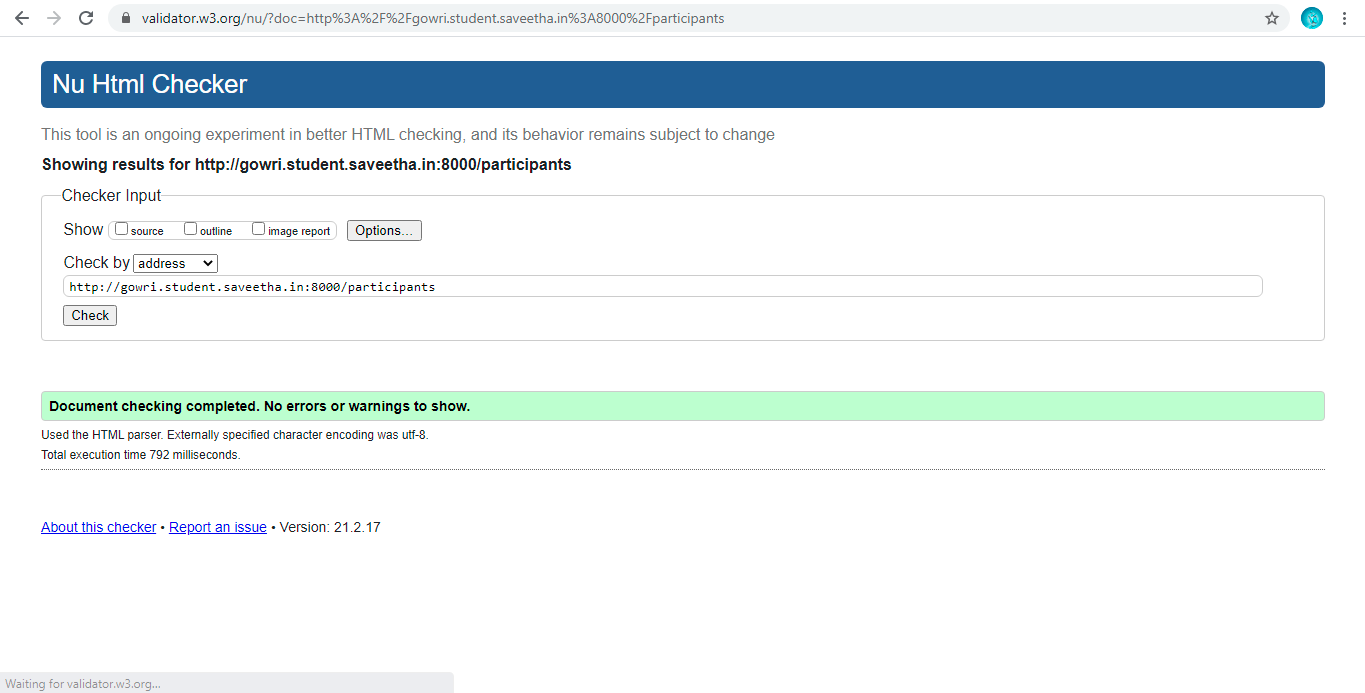 validator.w3.org/nu/?doc=http%3A%2F%2Fgowri.student.saveetha.in%3A8000%2Fparticipants
Nu Html Checker
This tool is an ongoing experiment in better HTML checking, and its behavior remains subject to change
Showing results for http://gowri.student.saveetha.in:8000/participants
Checker Input
Show source outline image report Options...
Check by address
http://gowri.student.saveetha.in:8000/participants
Check
Document checking completed. No errors or warnings to show.
Used the HTML parser. Externally specified character encoding was utf-8.
Total execution time 792 milliseconds.
About this checker • Report an issue • Version: 21.2.17
Waiting for validator.w3.org...